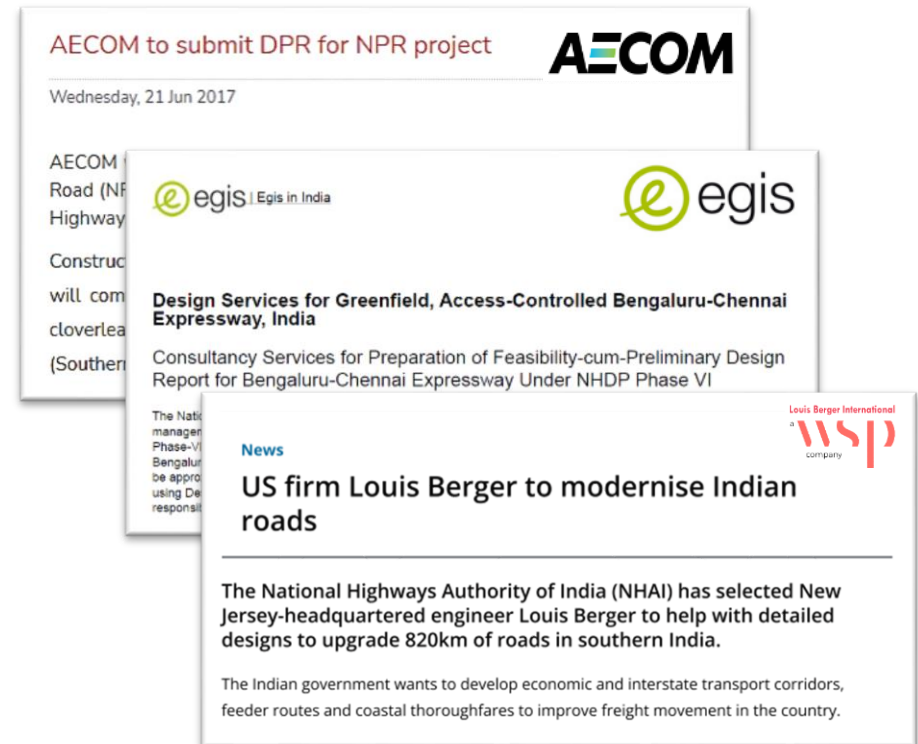 AECOM to submit DPR for NPR project
AECOM
Wednesday, 21 Jun 2017
AECOM
Road (NF
Highway
Construc
will com
cloverlea
(Southern
egis | Egis in India
egis
Design Services for Greenfield, Access-Controlled Bengaluru-Chennai
Expressway, India
Consultancy Services for Preparation of Feasibility-cum-Preliminary Design
Report for Bengaluru-Chennai Expressway Under NHDP Phase VI
The Natio
manager
Phase-VI
Bengalur
be appro
using De
responsib
Louis Berger International
a wsp
company
News
US firm Louis Berger to modernise Indian
roads
The National Highways Authority of India (NHAI) has selected New
Jersey-headquartered engineer Louis Berger to help with detailed
designs to upgrade 820km of roads in southern India.
The Indian government wants to develop economic and interstate transport corridors,
feeder routes and coastal thoroughfares to improve freight movement in the country.